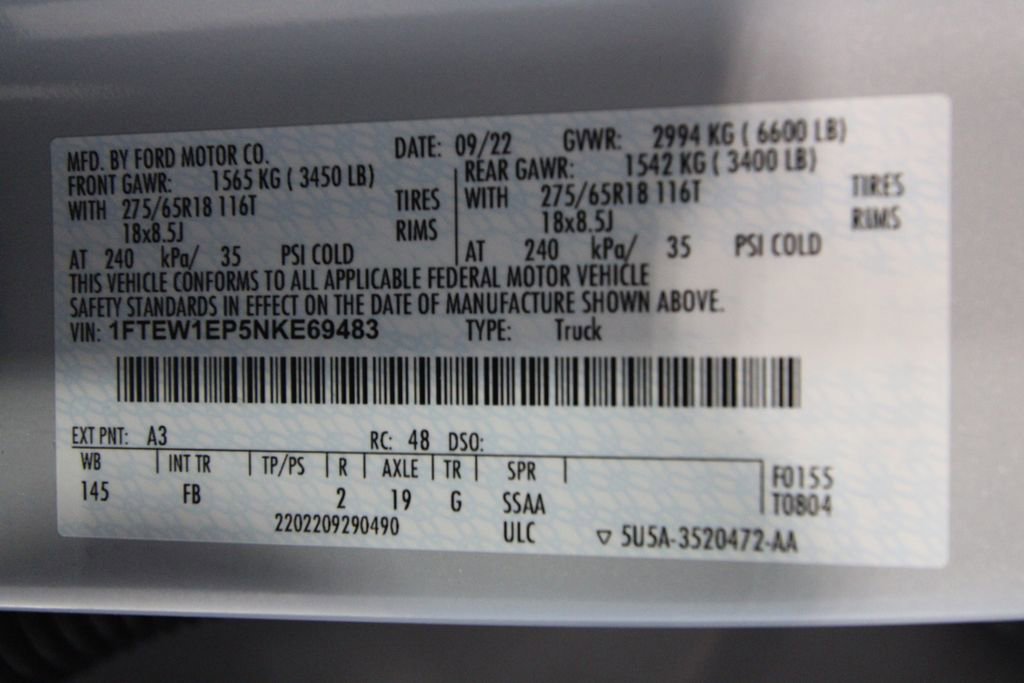 MFD. BY FORD MOTOR CO. DATE: 09/22 GVWR: 2994 KG ( 6600 LB)
FRONT GAWR: 1565 KG ( 3450 LB) REAR GAWR: 1542 KG ( 3400 LB)
WITH 275/65R18 116T TIRES WITH 275/65R18 116T TIRES
18x8.5J RIMS 18x8.5J RIMS
AT 240 kPa/ 35 PSI COLD AT 240 kPa/ 35 PSI COLD
THIS VEHICLE CONFORMS TO ALL APPLICABLE FEDERAL MOTOR VEHICLE
SAFETY STANDARDS IN EFFECT ON THE DATE OF MANUFACTURE SHOWN ABOVE.
VIN: 1FTEW1EP5NKE69483 TYPE: Truck
EXT PNT: A3 RC: 48 DSO:
WB INT TR TP/PS R AXLE TR SPR F0155
145 FB 2 19 G SSAA T0804
2202209290490 ULC ▽ 5U5A-3520472-AA